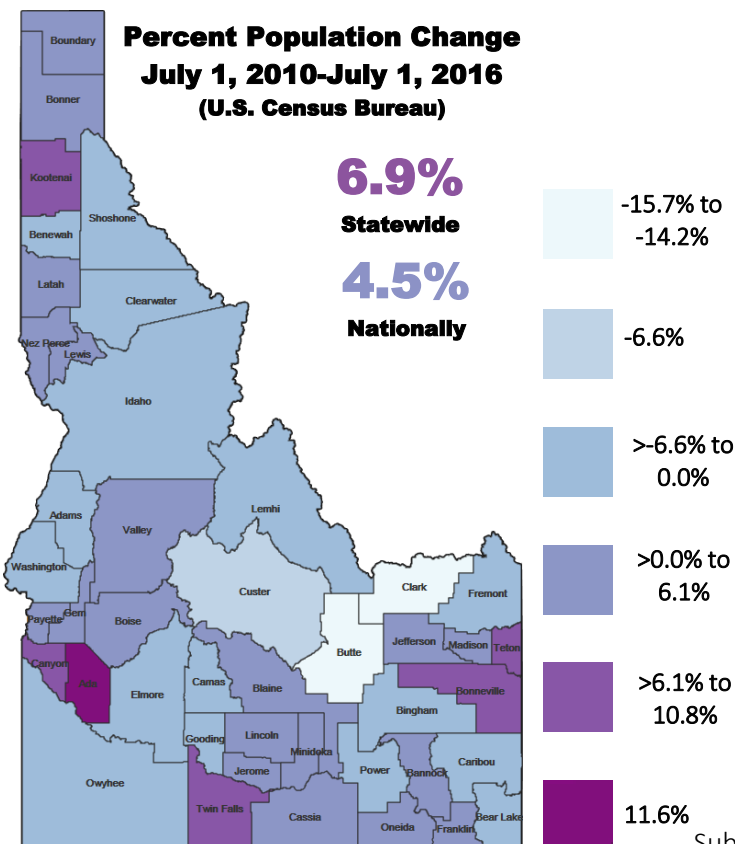 Percent Population Change
July 1, 2010-July 1, 2016
(U.S. Census Bureau)
6.9%
Statewide
4.5%
Nationally
-15.7% to
-14.2%
-6.6%
>-6.6% to
0.0%
>0.0% to
6.1%
>6.1% to
10.8%
11.6%
Sub
Boundary
Bonner
Kootenai
Shoshone
Benewah
Latah
Clearwater
Nez Perce
Lewis
Idaho
Lemhi
Adams
Valley
Washington
Custer
Clark
Fremont
Payette
Gem
Boise
Butte
Jefferson
Madison
Teton
Canyon
Ada
Elmore
Camas
Blaine
Bonneville
Bingham
Gooding
Lincoln
Minidoka
Jerome
Power
Bannock
Caribou
Owyhee
Twin Falls
Cassia
Oneida
Franklin
Bear Lake